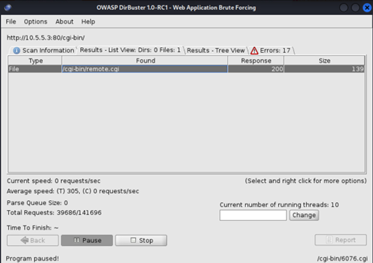 OWASP DirBuster 1.0-RC1 - Web Application Brute Forcing
File Options About Help
http://10.5.5.3:80/cgi-bin/
Scan Information Results - List View: Dirs: 0 Files: 1 Results - Tree View Errors: 17
Type Found Response Size
File /cgi-bin/remote.cgi 200 139
Current speed: 0 requests/sec (Select and right click for more options)
Average speed: (T) 305, (C) 0 requests/sec
Parse Queue Size: 0 Current number of running threads: 10
Total Requests: 39686/141696 Change
Time To Finish: ~
Back Pause Stop Report
Program paused! /cgi-bin/6076.cgi